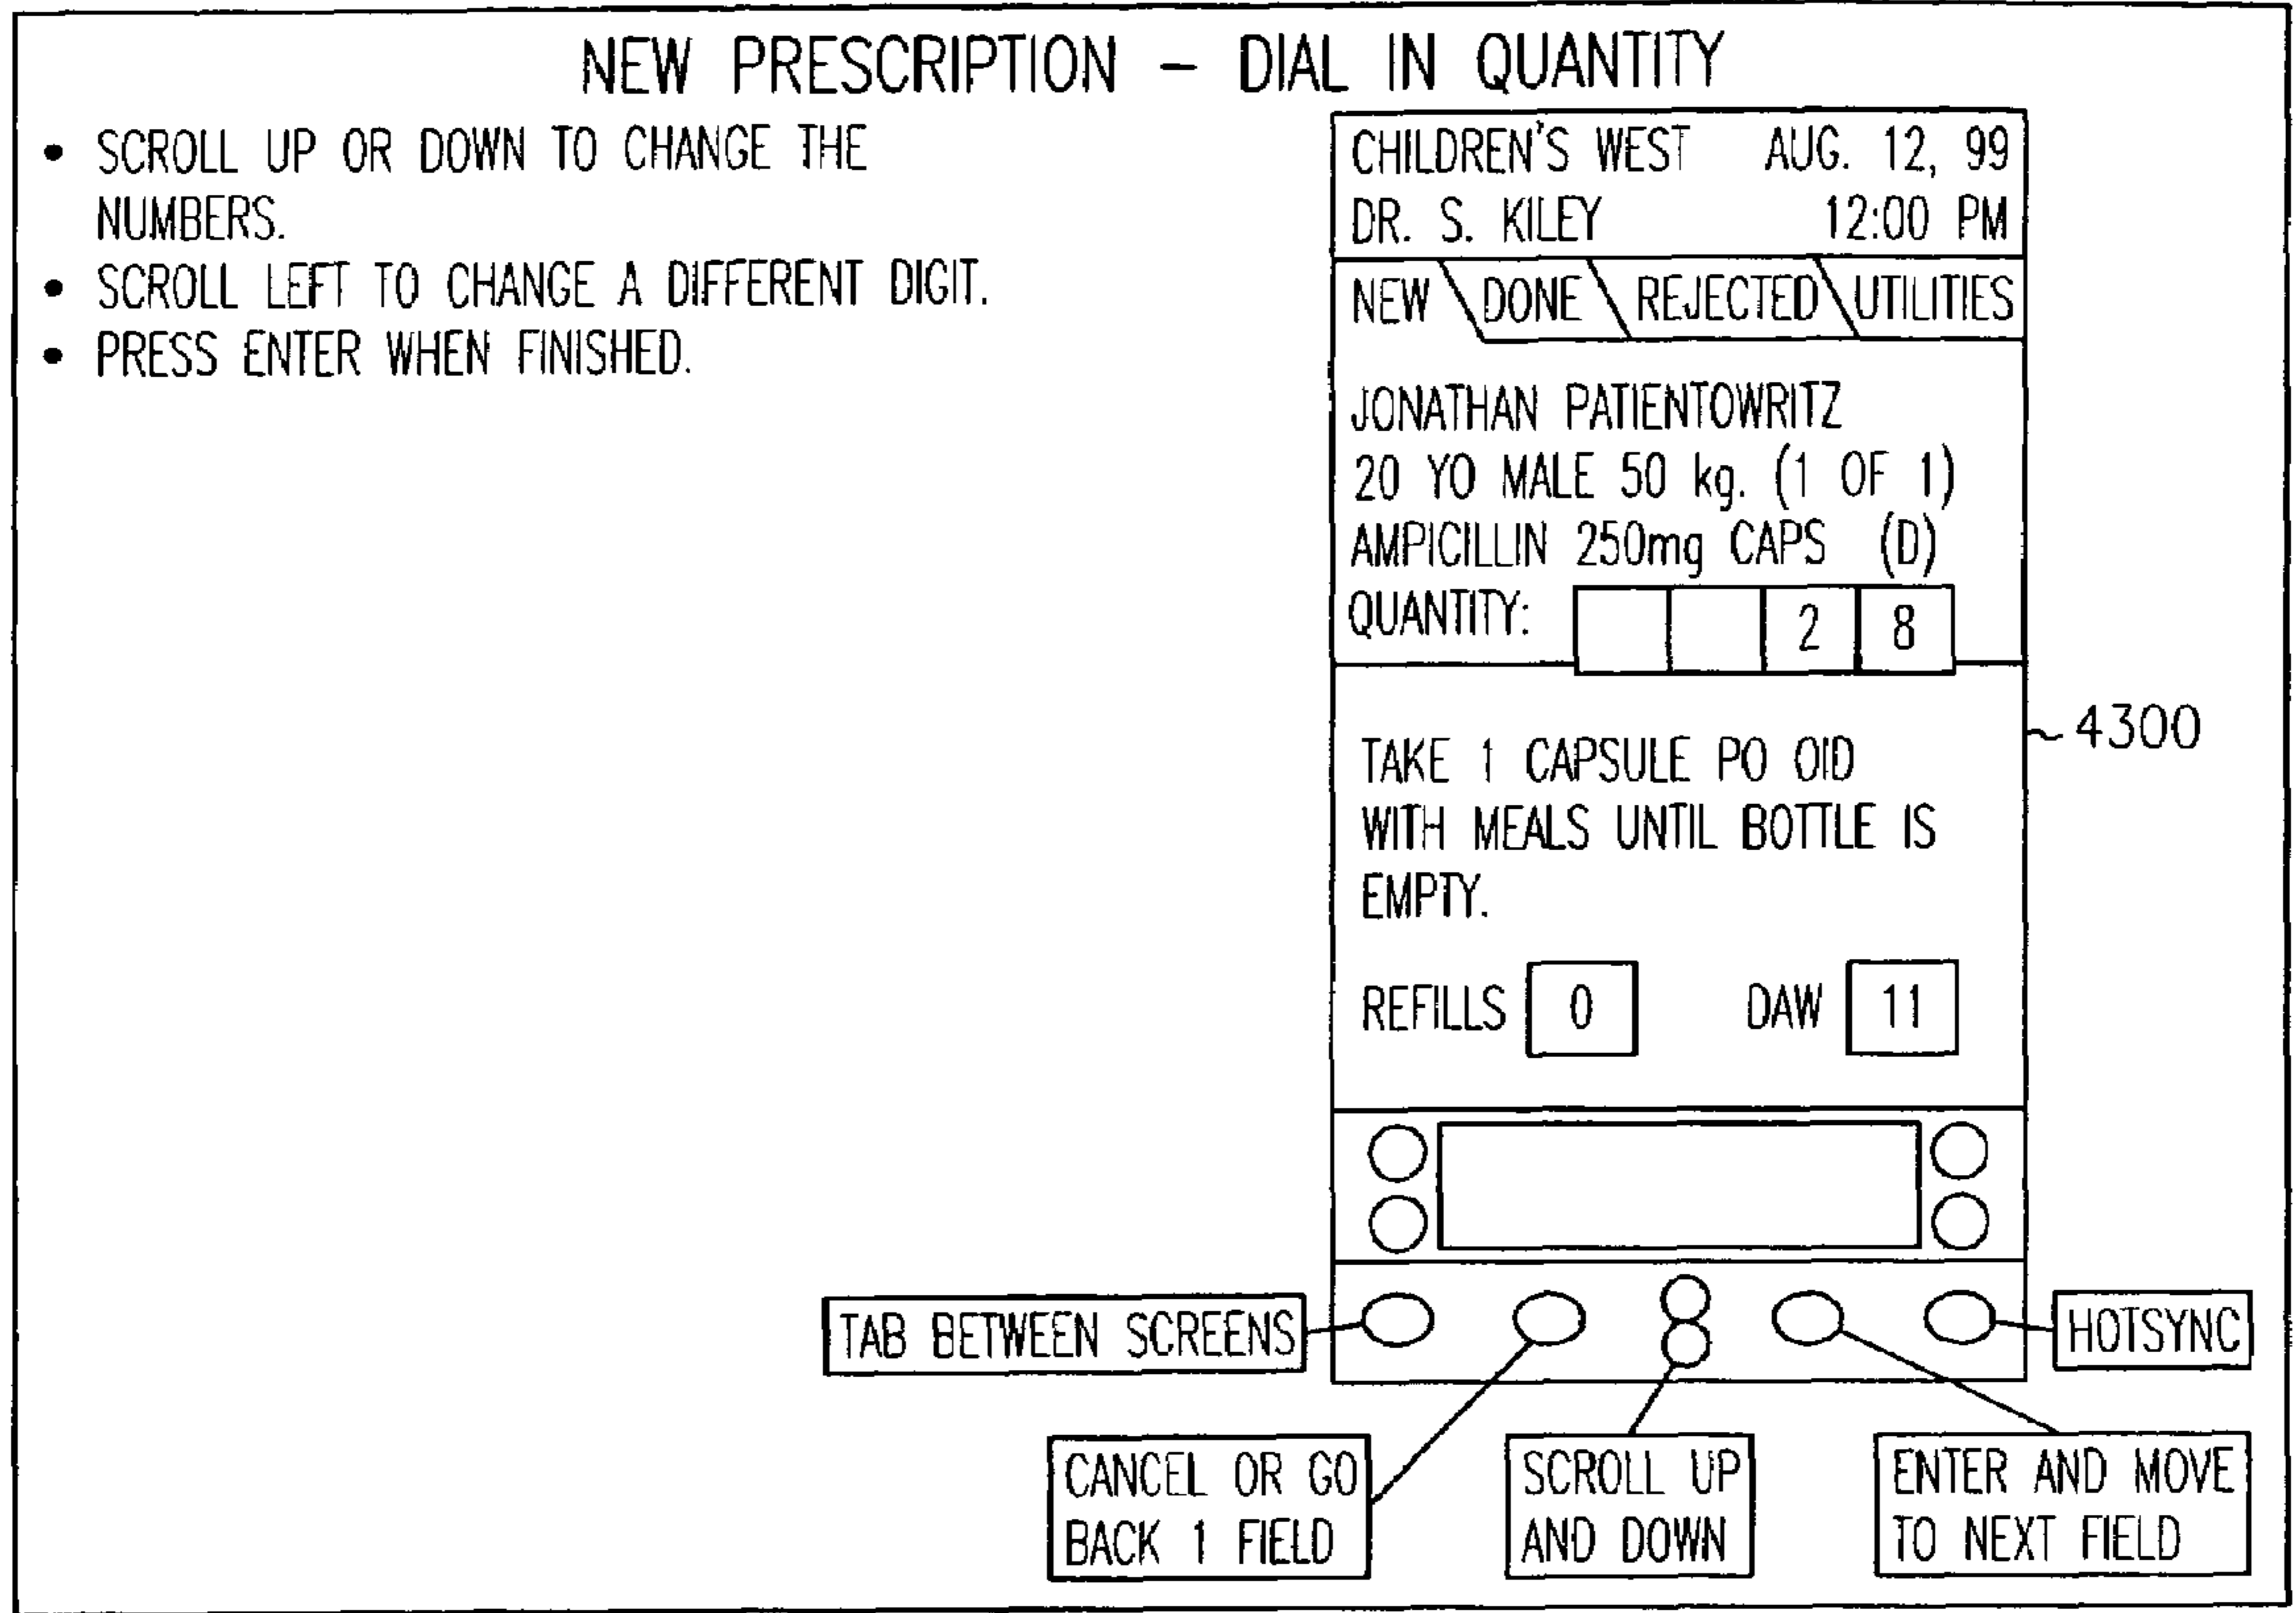 NEW PRESCRIPTION – DIAL IN QUANTITY
• SCROLL UP OR DOWN TO CHANGE THE
NUMBERS.
• SCROLL LEFT TO CHANGE A DIFFERENT DIGIT.
• PRESS ENTER WHEN FINISHED.
CHILDREN'S WEST AUG. 12, 99
DR. S. KILEY 12:00 PM
NEW DONE REJECTED UTILITIES
JONATHAN PATIENTOWRITZ
20 YO MALE 50 kg. (1 OF 1)
AMPICILLIN 250mg CAPS (D)
QUANTITY: 2 8
4300
TAKE 1 CAPSULE PO OID
WITH MEALS UNTIL BOTTLE IS
EMPTY.
REFILLS 0 DAW 11
TAB BETWEEN SCREENS
HOTSYNC
CANCEL OR GO
BACK 1 FIELD
SCROLL UP
AND DOWN
ENTER AND MOVE
TO NEXT FIELD